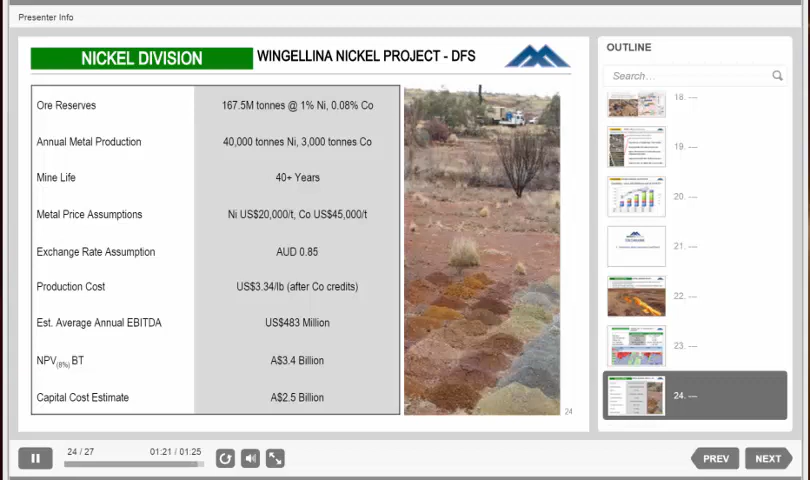 Presenter Info
NICKEL DIVISION WINGELLINA NICKEL PROJECT - DFS
Ore Reserves 167.5M tonnes @ 1% Ni, 0.08% Co
Annual Metal Production 40,000 tonnes Ni, 3,000 tonnes Co
Mine Life 40+ Years
Metal Price Assumptions Ni US$20,000/t, Co US$45,000/t
Exchange Rate Assumption AUD 0.85
Production Cost US$3.34/lb (after Co credits)
Est. Average Annual EBITDA US$483 Million
NPV(8%) BT A$3.4 Billion
Capital Cost Estimate A$2.5 Billion
24
OUTLINE
Search...
18. ---
19. ---
20. ---
21. ---
22. ---
23. ---
24. ---
24 / 27 01:21 / 01:25
PREV NEXT